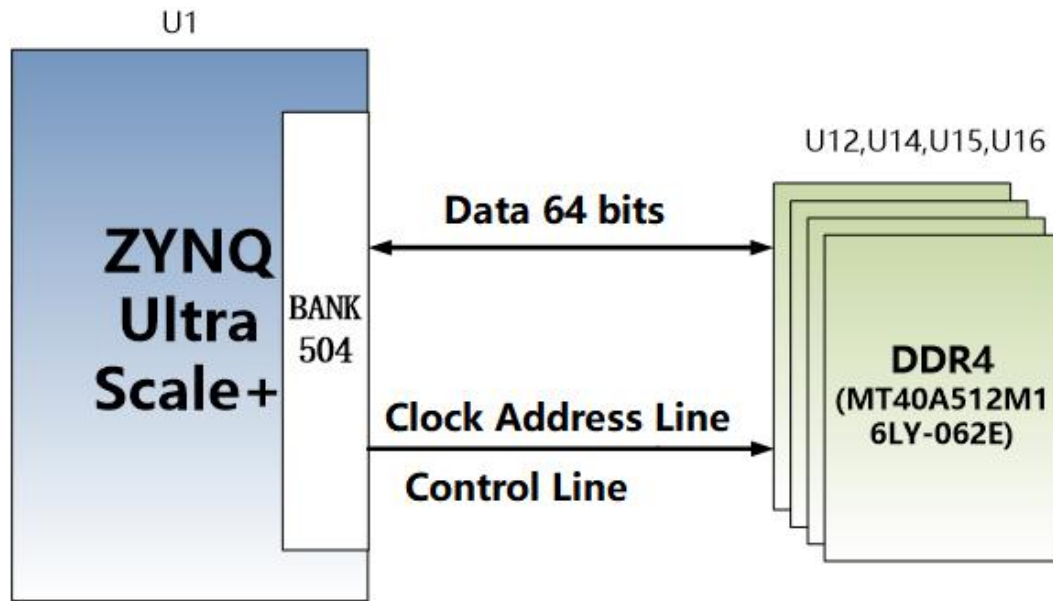 U1
U12,U14,U15,U16
Data 64 bits
ZYNQ
Ultra
Scale+
BANK
504
Clock Address Line
Control Line
DDR4
(MT40A512M1
6LY-062E)